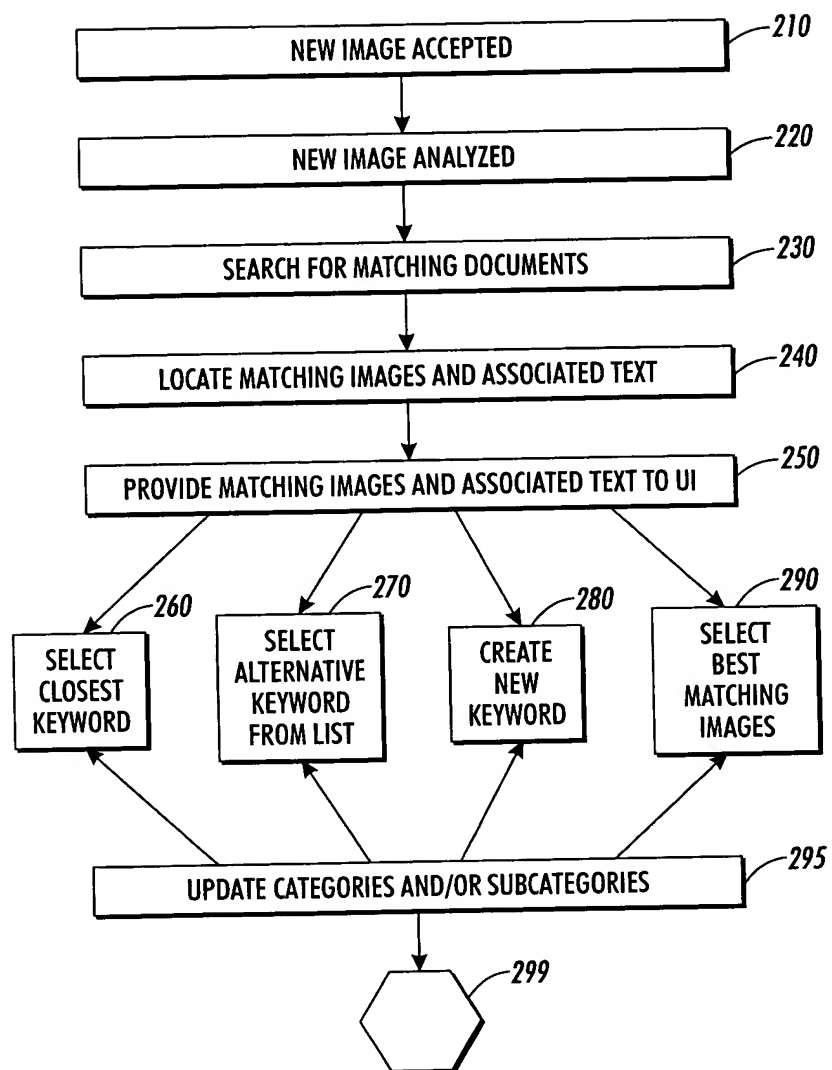 NEW IMAGE ACCEPTED
210
NEW IMAGE ANALYZED
220
SEARCH FOR MATCHING DOCUMENTS
230
LOCATE MATCHING IMAGES AND ASSOCIATED TEXT
240
PROVIDE MATCHING IMAGES AND ASSOCIATED TEXT TO UI
250
260
SELECT
CLOSEST
KEYWORD
270
SELECT
ALTERNATIVE
KEYWORD
FROM LIST
280
CREATE
NEW
KEYWORD
290
SELECT
BEST
MATCHING
IMAGES
UPDATE CATEGORIES AND/OR SUBCATEGORIES
295
299